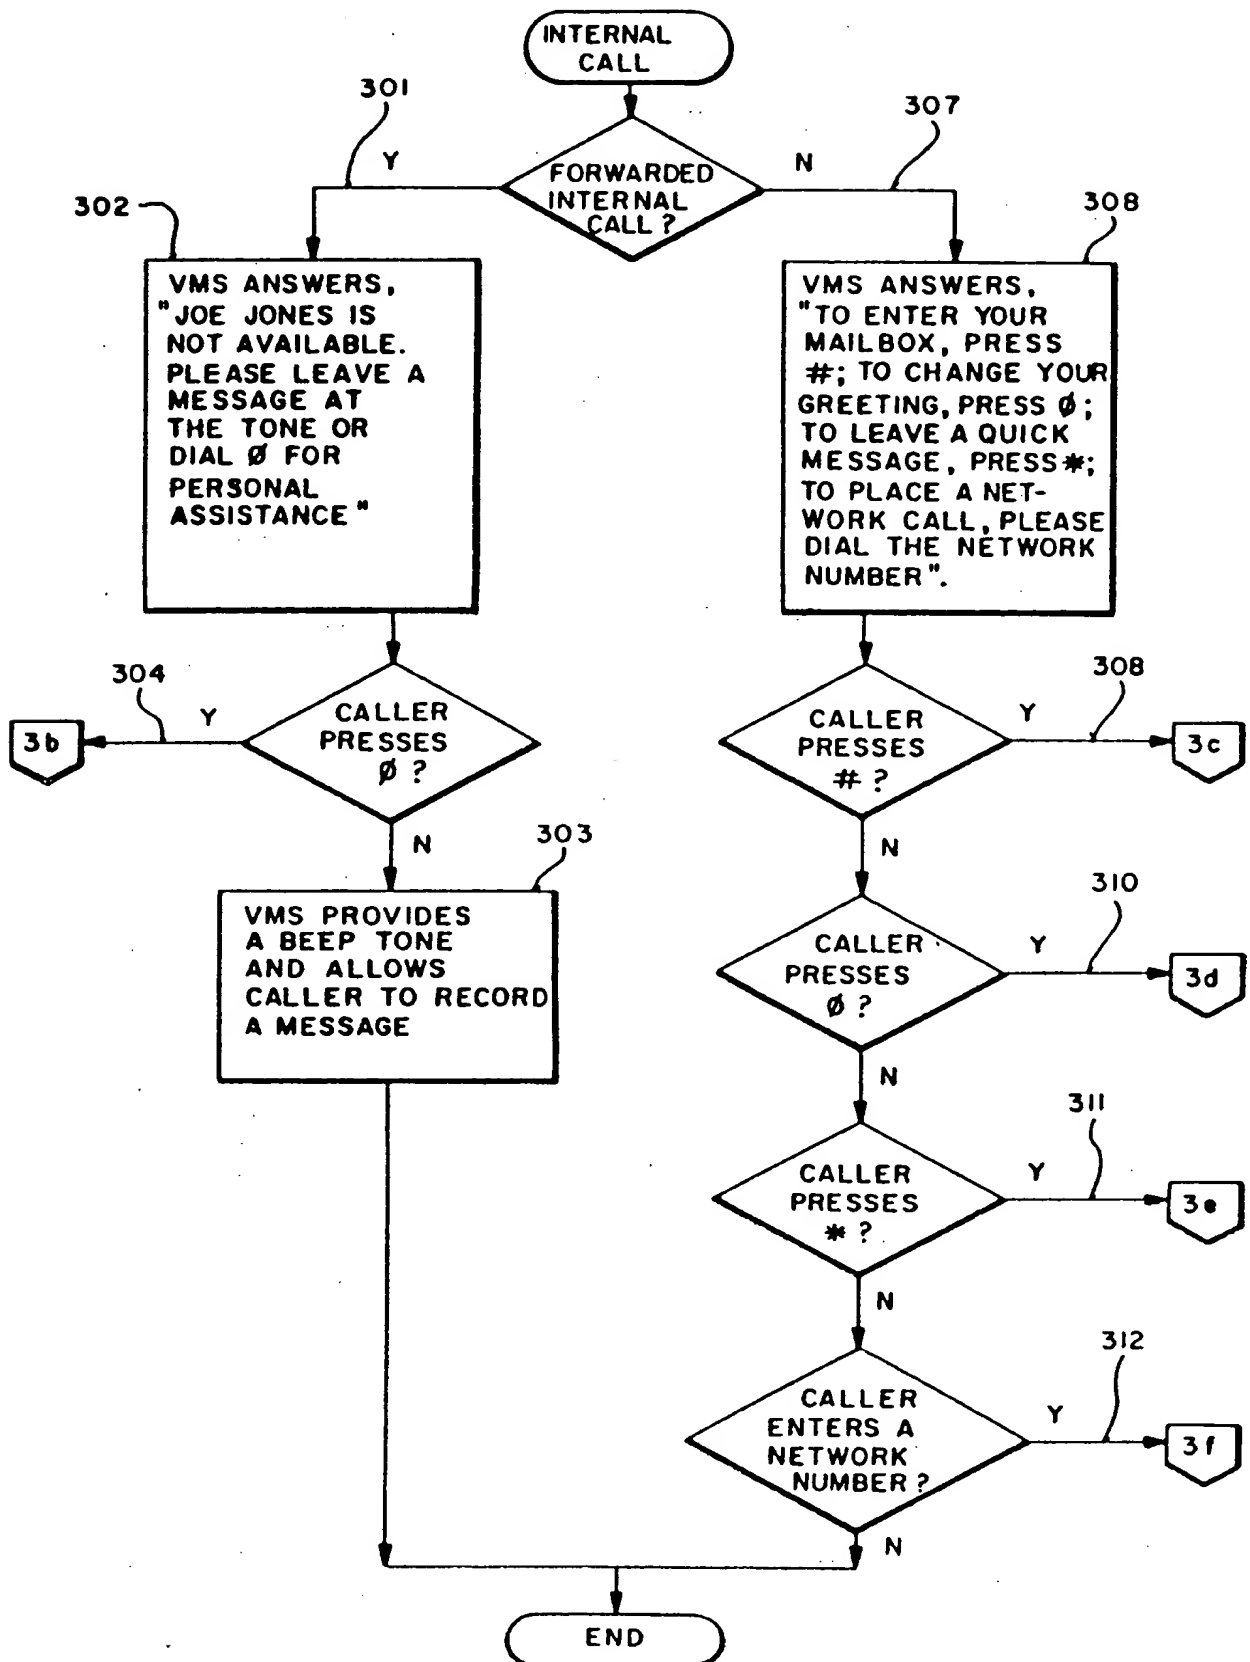 INTERNAL
CALL
301
307
Y
N
FORWARDED
INTERNAL
CALL?
302
308
VMS ANSWERS,
"JOE JONES IS
NOT AVAILABLE.
PLEASE LEAVE A
MESSAGE AT
THE TONE OR
DIAL Ø FOR
PERSONAL
ASSISTANCE"
VMS ANSWERS,
"TO ENTER YOUR
MAILBOX, PRESS
#; TO CHANGE YOUR
GREETING, PRESS Ø;
TO LEAVE A QUICK
MESSAGE, PRESS *;
TO PLACE A NET-
WORK CALL, PLEASE
DIAL THE NETWORK
NUMBER".
304
Y
3b
CALLER
PRESSES
Ø ?
N
308
Y
3c
CALLER
PRESSES
# ?
N
303
VMS PROVIDES
A BEEP TONE
AND ALLOWS
CALLER TO RECORD
A MESSAGE
310
Y
3d
CALLER
PRESSES
Ø ?
N
311
Y
3e
CALLER
PRESSES
* ?
N
312
Y
3f
CALLER
ENTERS A
NETWORK
NUMBER?
N
END